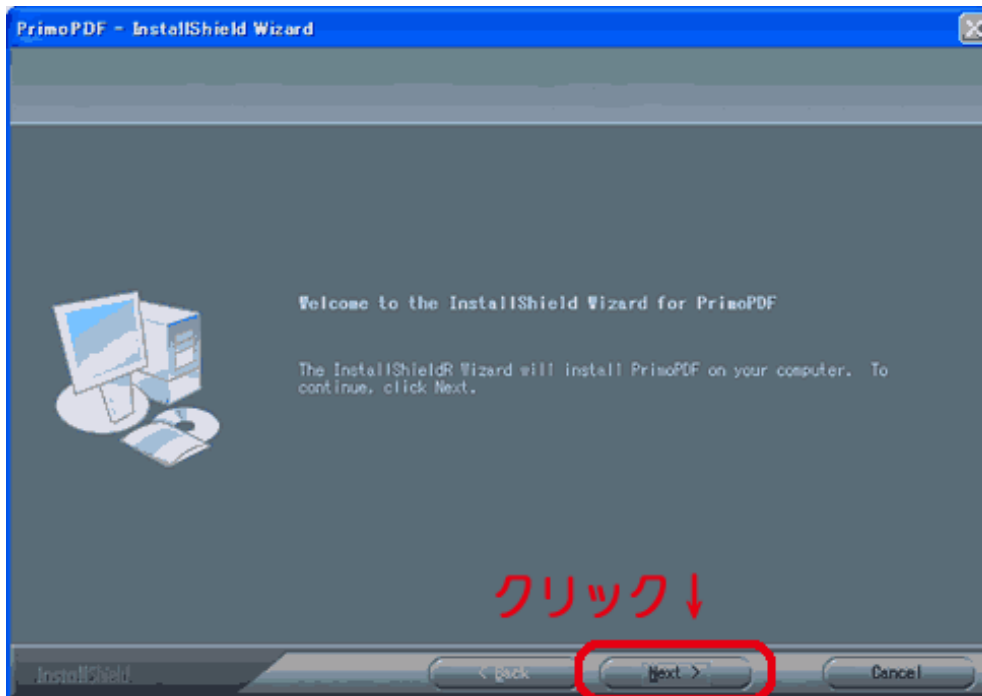 PrimoPDF - InstallShield Wizard
Welcome to the InstallShield Wizard for PrimoPDF
The InstallShieldR Wizard will install PrimoPDF on your computer. To
continue, click Next.
クリック↓
InstallShield
< Back
Next >
Cancel